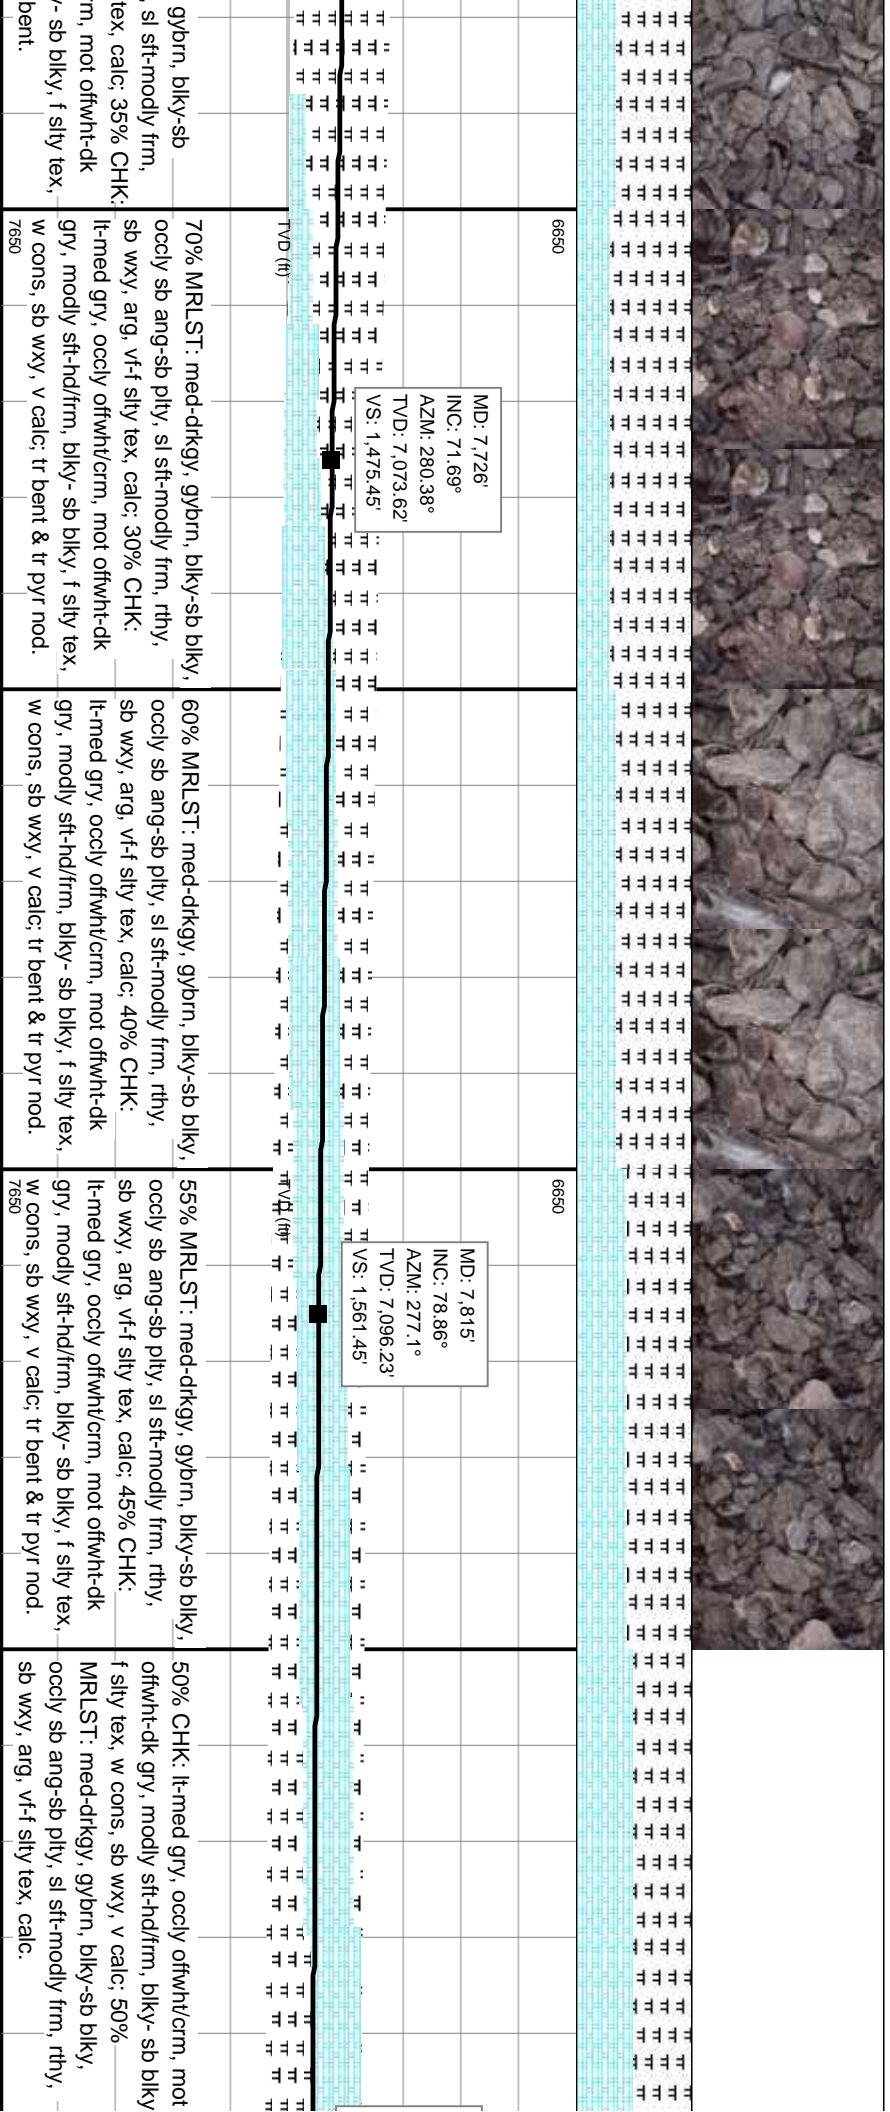 gybrn, blky-sb
, sl sft-modly frm,
tex, calc; 35% CHK:
rm, mot offwht-dk
y- sb blky, f slty tex,
bent.
6650
TVD (ft)
7650
70% MRLST: med-drkgy, gybrn, blky-sb blky,
occly sb ang-sb plty, sl sft-modly frm, rthy,
sb wxy, arg, vf-f slty tex, calc; 30% CHK:
lt-med gry, occly offwht/crm, mot offwht-dk
gry, modly sft-hd/frm, blky- sb blky, f slty tex,
w cons, sb wxy, v calc; tr bent & tr pyr nod.
MD: 7,726'
INC: 71.69°
AZM: 280.38°
TVD: 7,073.62'
VS: 1,475.45'
60% MRLST: med-drkgy, gybrn, blky-sb blky,
occly sb ang-sb plty, sl sft-modly frm, rthy,
sb wxy, arg, vf-f slty tex, calc; 40% CHK:
lt-med gry, occly offwht/crm, mot offwht-dk
gry, modly sft-hd/frm, blky- sb blky, f slty tex,
w cons, sb wxy, v calc; tr bent & tr pyr nod.
6650
TVD (ft)
7650
55% MRLST: med-drkgy, gybrn, blky-sb blky,
occly sb ang-sb plty, sl sft-modly frm, rthy,
sb wxy, arg, vf-f slty tex, calc; 45% CHK:
lt-med gry, occly offwht/crm, mot offwht-dk
gry, modly sft-hd/frm, blky- sb blky, f slty tex,
w cons, sb wxy, v calc; tr bent & tr pyr nod.
MD: 7,815'
INC: 78.86°
AZM: 277.1°
TVD: 7,096.23'
VS: 1,561.45'
50% CHK: lt-med gry, occly offwht/crm, mot
offwht-dk gry, modly sft-hd/frm, blky- sb blky
f slty tex, w cons, sb wxy, v calc; 50%
MRLST: med-drkgy, gybrn, blky-sb blky,
occly sb ang-sb plty, sl sft-modly frm, rthy,
sb wxy, arg, vf-f slty tex, calc.